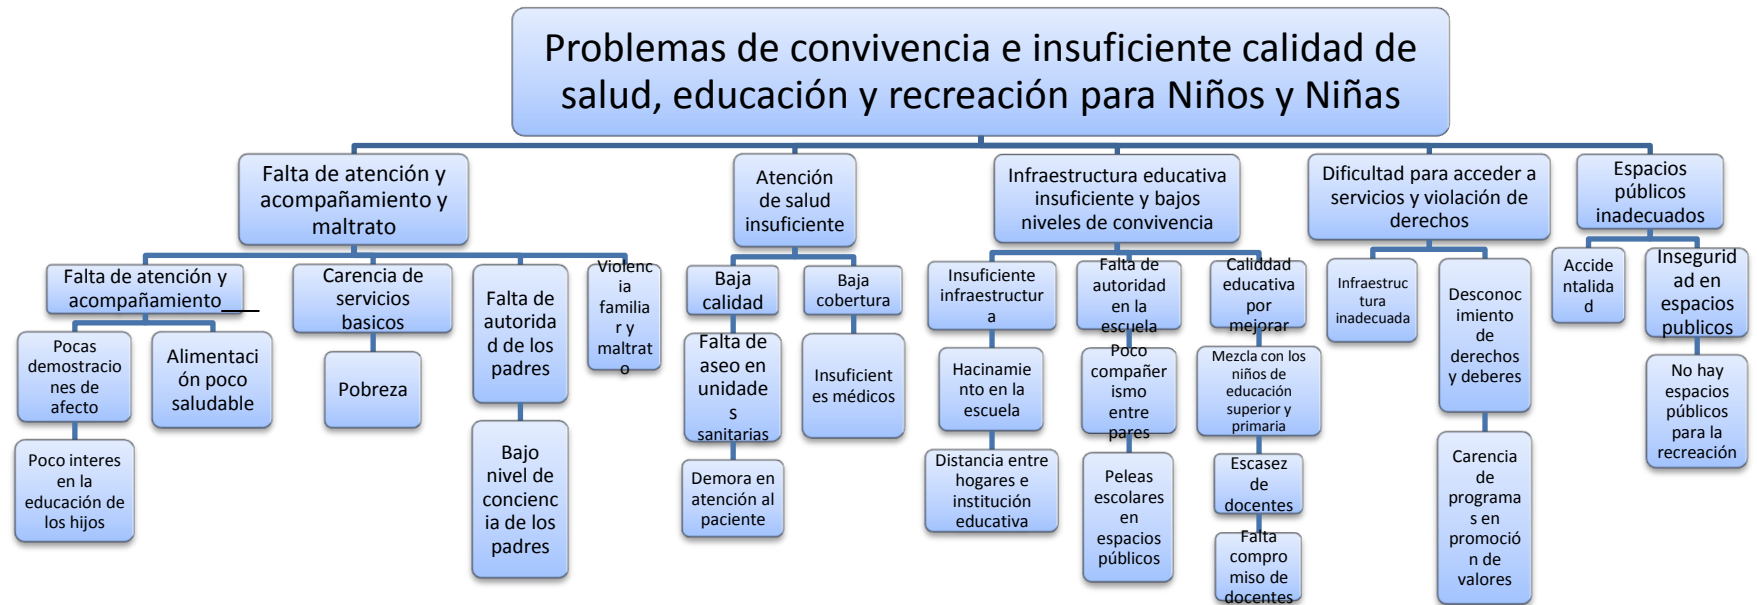 Problemas de convivencia e insuficiente calidad de
salud, educación y recreación para Niños y Niñas
Falta de atención y
acompañamiento y
maltrato
Atención
de salud
insuficiente
Infraestructura educativa
insuficiente y bajos
niveles de convivencia
Dificultad para acceder a
servicios y violación de
derechos
Espacios
públicos
inadecuados
Falta de atención y
acompañamiento
Carencia de
servicios
basicos
Falta de
autorida
d de los
padres
Violenc
ia
familia
r y
maltrat
o
Baja
calidad
Baja
cobertura
Insuficiente
infraestructur
a
Falta de
autoridad
en la
escuela
Caliddad
educativa
por
mejorar
Infraestruc
tura
inadecuada
Desconoc
imiento
de
derechos
y deberes
Accide
ntalida
d
Insegurid
ad en
espacios
publicos
Pocas
demostracio
nes de
afecto
Alimentaci
ón poco
saludable
Pobreza
Bajo
nivel de
concienc
ia de los
padres
Falta de
aseo en
unidade
s
sanitarias
Insuficient
es médicos
Hacinamie
nto en la
escuela
Poco
compañer
ismo
entre
pares
Mezcla con los
niños de
educación
superior y
primaria
Carencia
de
programa
s en
promoció
n de
valores
No hay
espacios
públicos
para la
recreación
Poco interes
en la
educación de
los hijos
Demora en
atención al
paciente
Distancia entre
hogares e
institución
educativa
Peleas
escolares
en
espacios
públicos
Escasez
de
docentes
Falta
compro
miso de
docentes